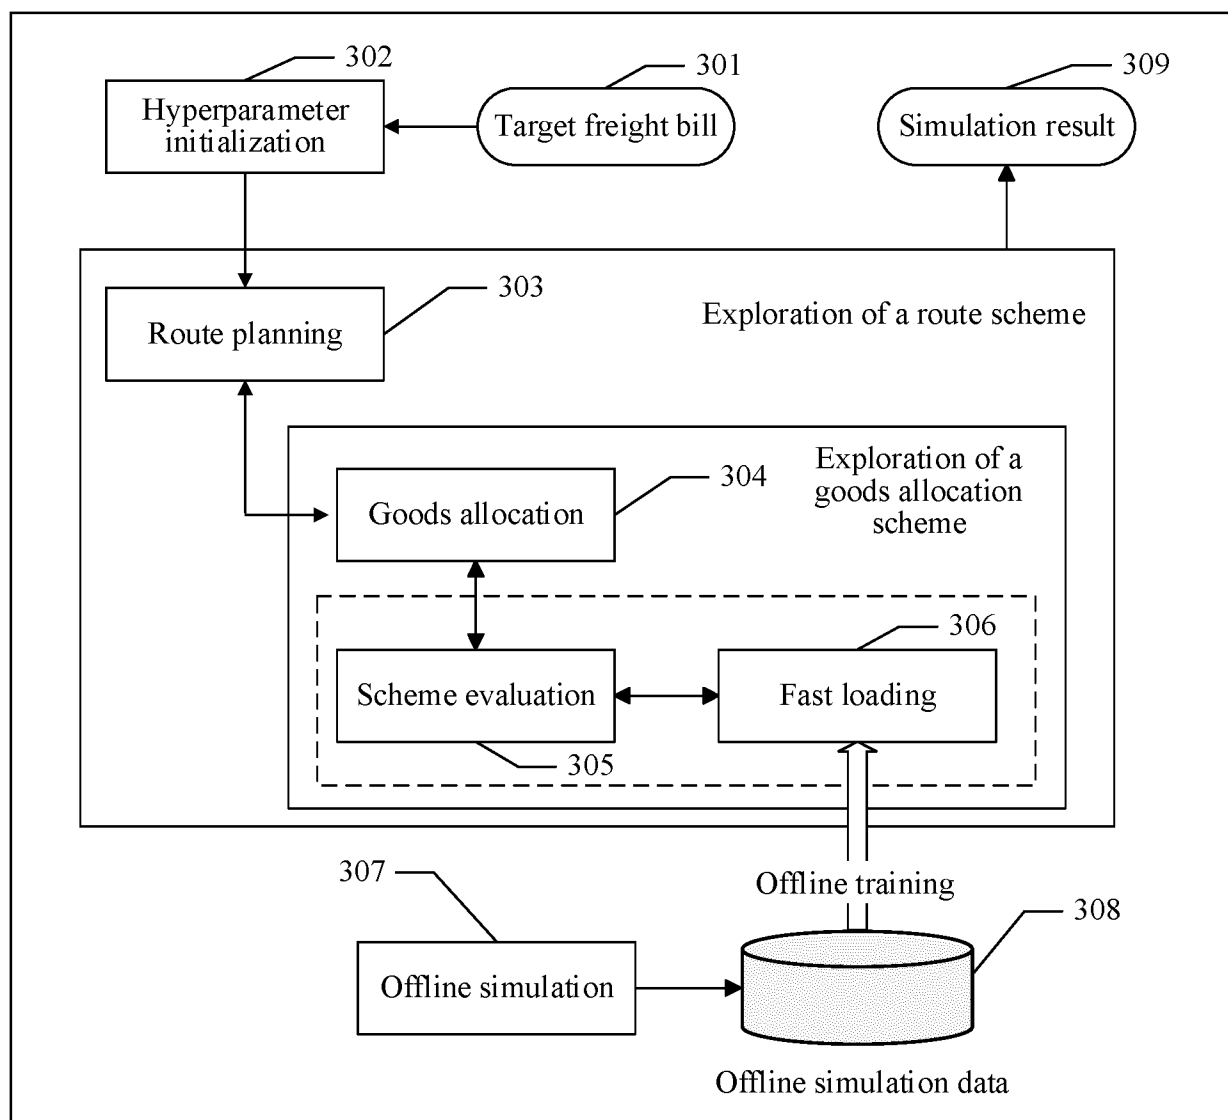 302
301
309
Hyperparameter
initialization
Target freight bill
Simulation result
303
Route planning
Exploration of a route scheme
304
Goods allocation
Exploration of a
goods allocation
scheme
306
Scheme evaluation
Fast loading
305
307
Offline training
308
Offline simulation
Offline simulation data